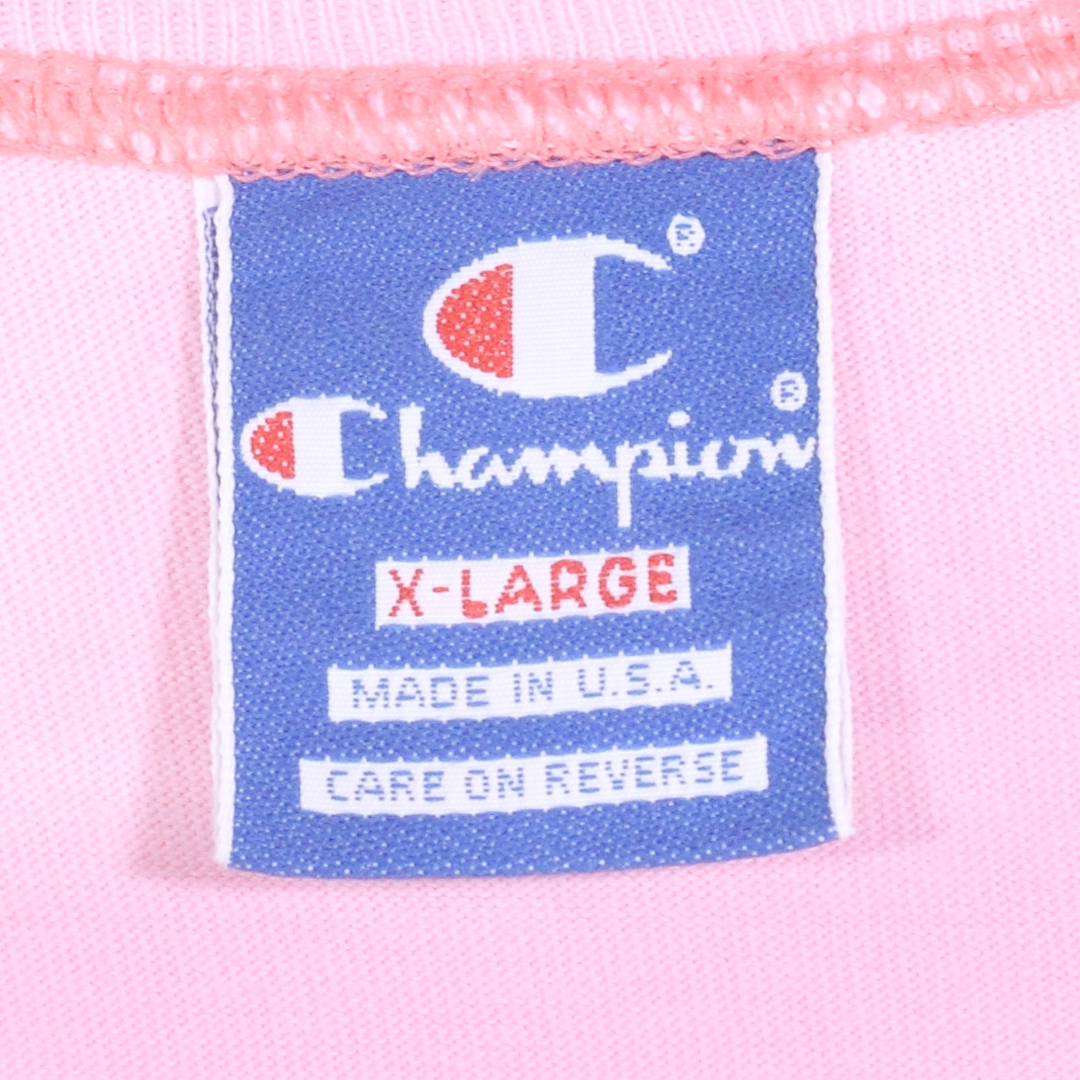 C®
Champion®
X-LARGE
MADE IN U.S.A.
CARE ON REVERSE